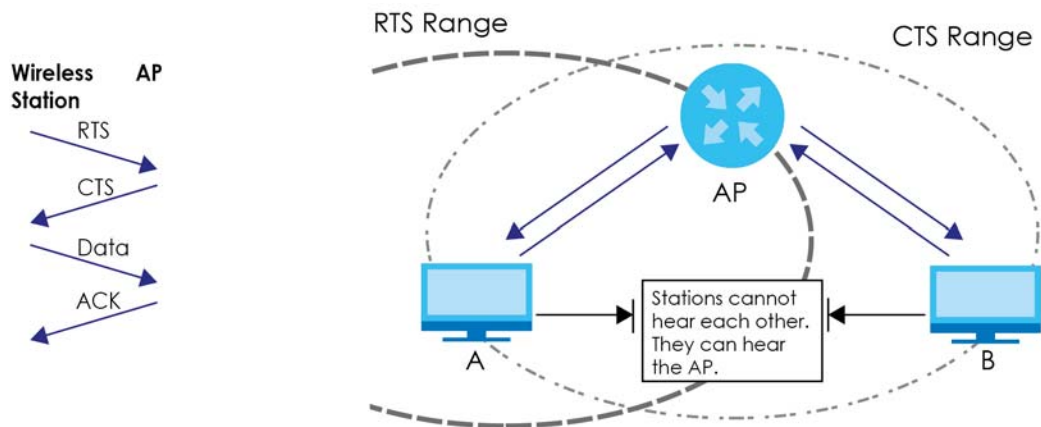 RTS Range
CTS Range
Wireless AP
Station
RTS
CTS
Data
ACK
AP
Stations cannot
hear each other.
They can hear
the AP.
A
B